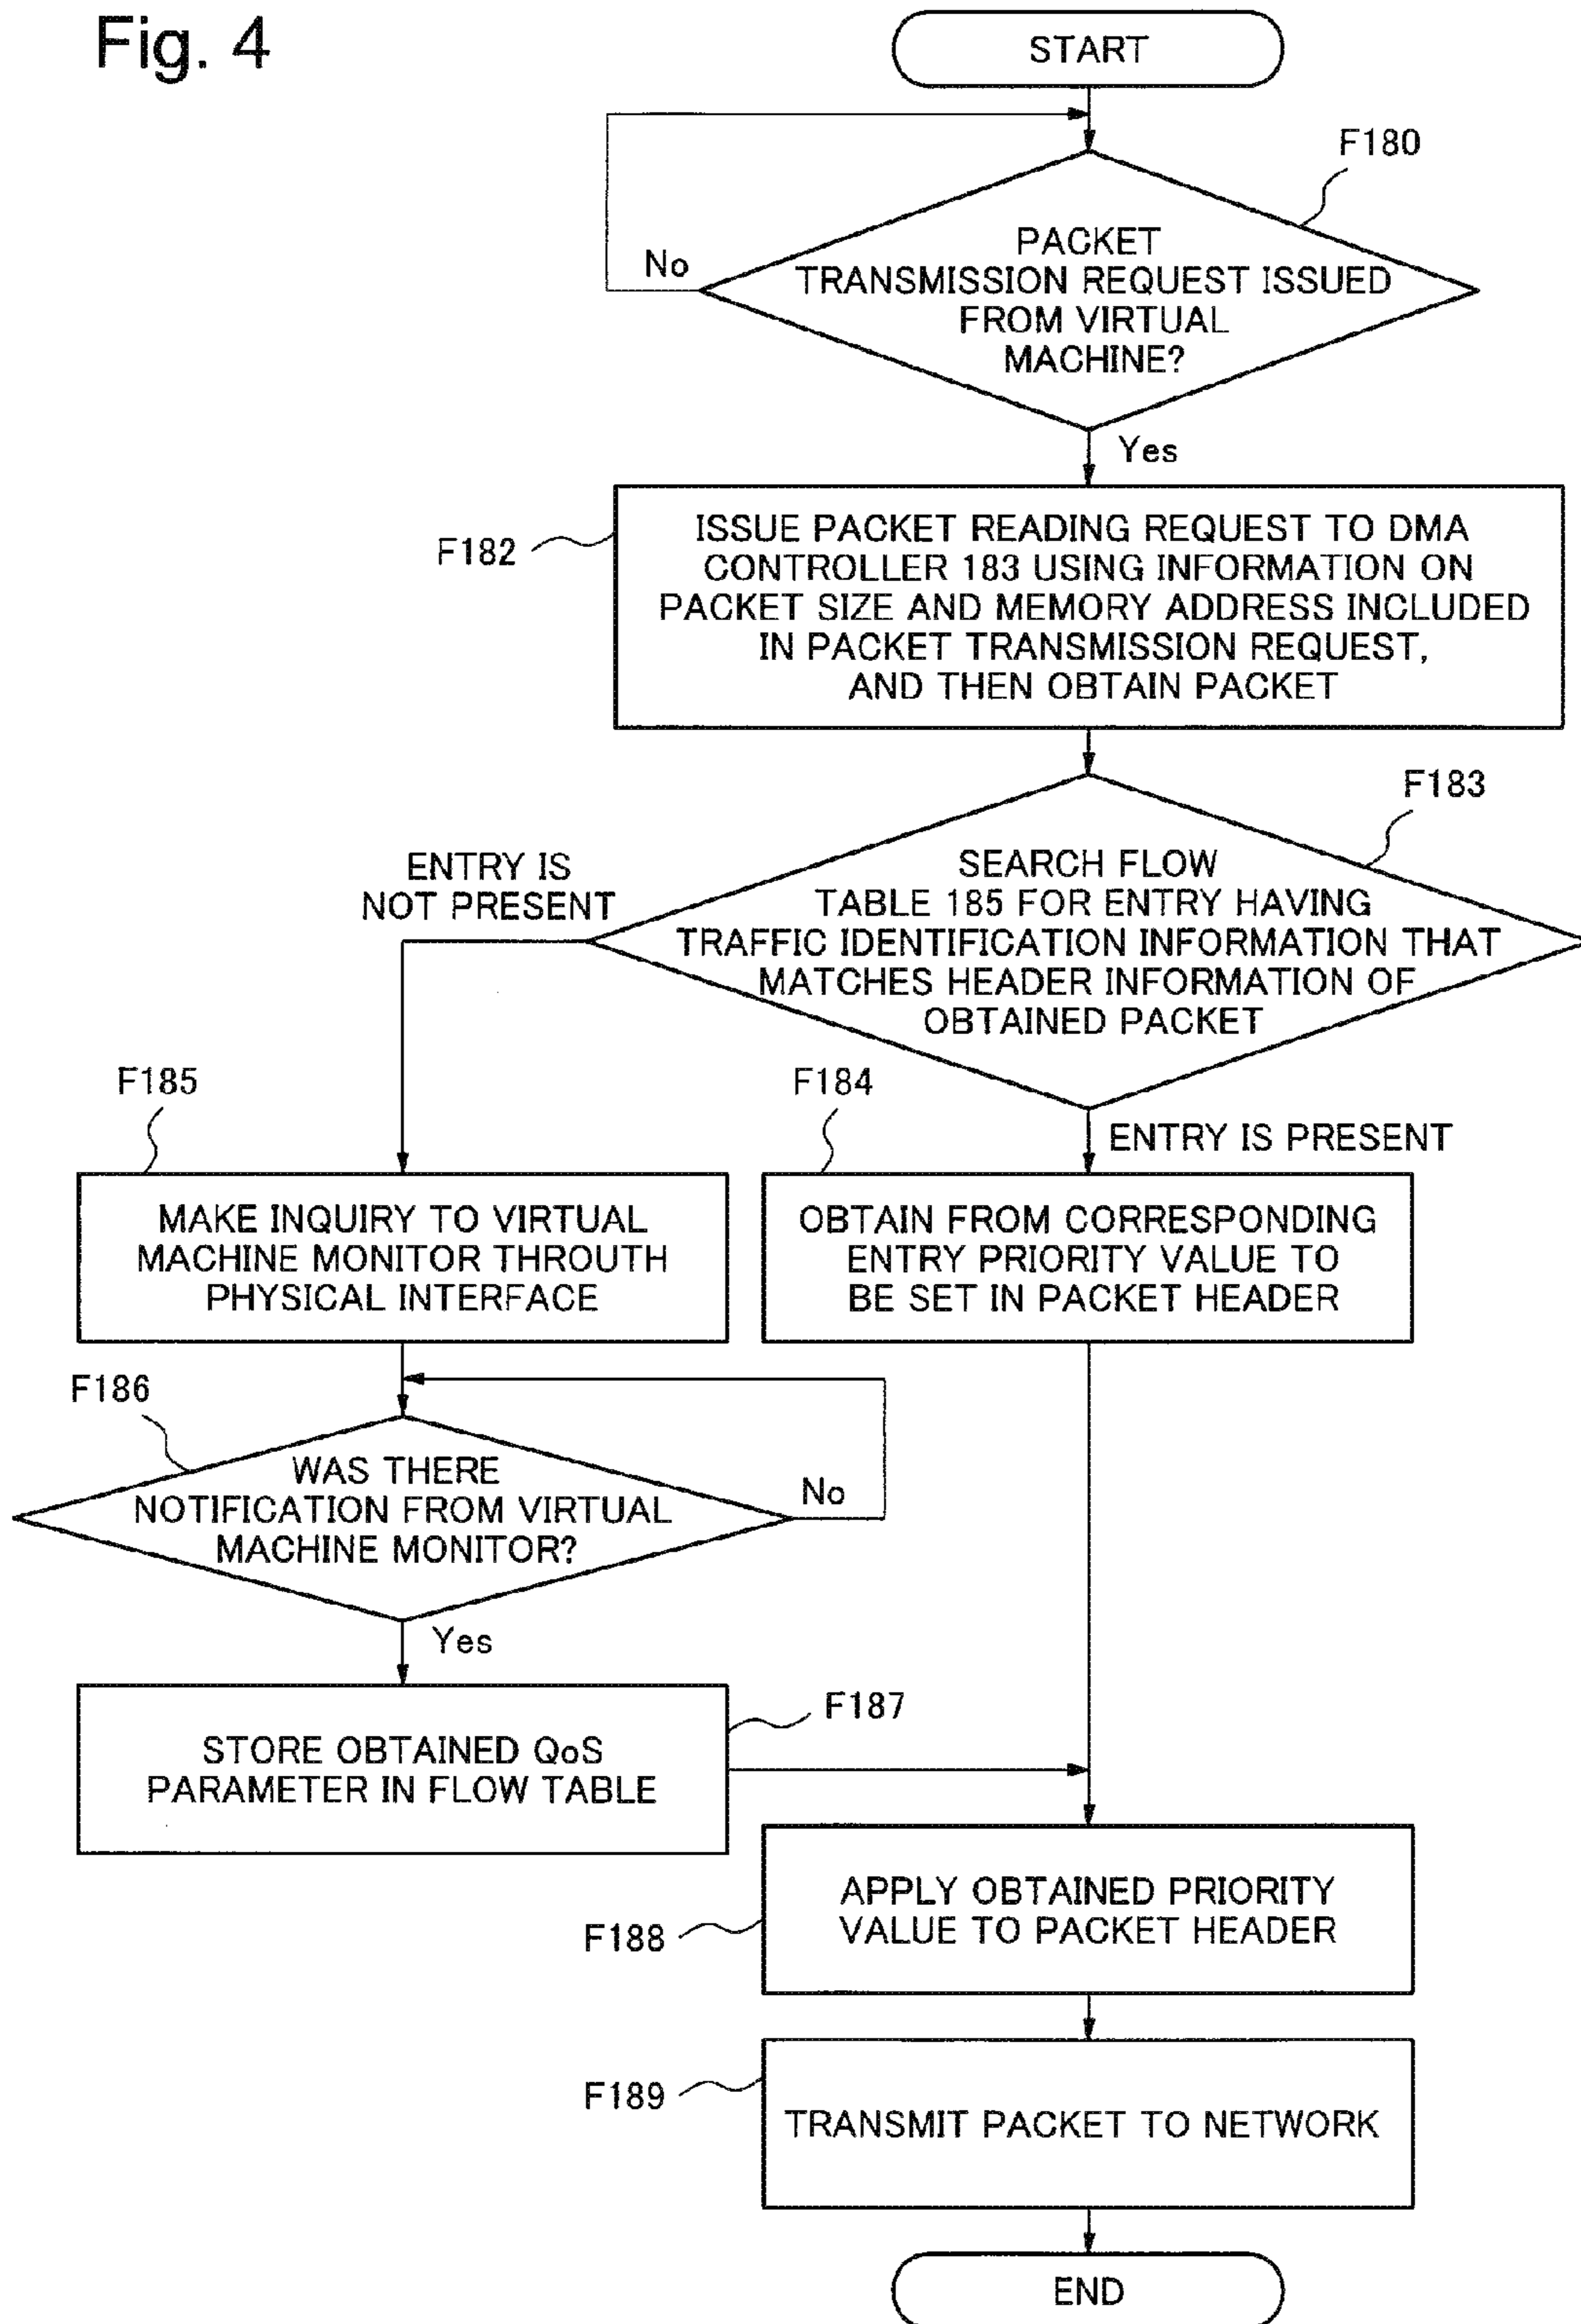 Fig. 4
START
F180
PACKET
TRANSMISSION REQUEST ISSUED
FROM VIRTUAL
MACHINE?
No
Yes
F182
ISSUE PACKET READING REQUEST TO DMA
CONTROLLER 183 USING INFORMATION ON
PACKET SIZE AND MEMORY ADDRESS INCLUDED
IN PACKET TRANSMISSION REQUEST,
AND THEN OBTAIN PACKET
F183
SEARCH FLOW
TABLE 185 FOR ENTRY HAVING
TRAFFIC IDENTIFICATION INFORMATION THAT
MATCHES HEADER INFORMATION OF
OBTAINED PACKET
ENTRY IS
NOT PRESENT
ENTRY IS PRESENT
F185
MAKE INQUIRY TO VIRTUAL
MACHINE MONITOR THROUTH
PHYSICAL INTERFACE
F184
OBTAIN FROM CORRESPONDING
ENTRY PRIORITY VALUE TO
BE SET IN PACKET HEADER
F186
WAS THERE
NOTIFICATION FROM VIRTUAL
MACHINE MONITOR?
No
Yes
F187
STORE OBTAINED QoS
PARAMETER IN FLOW TABLE
F188
APPLY OBTAINED PRIORITY
VALUE TO PACKET HEADER
F189
TRANSMIT PACKET TO NETWORK
END